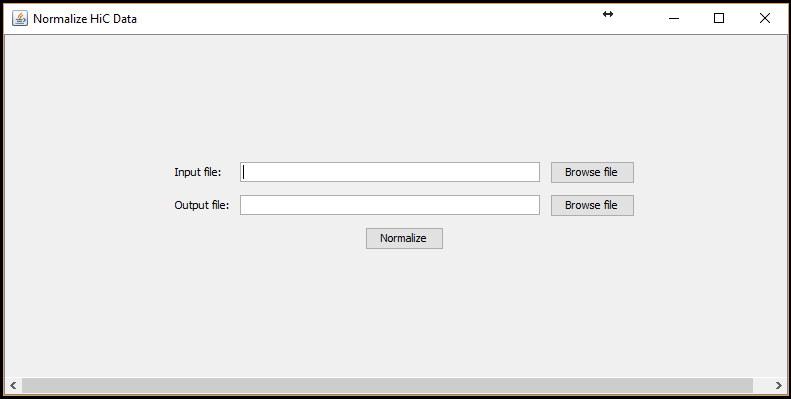 Normalize HiC Data
Input file: Browse file
Output file: Browse file
Normalize